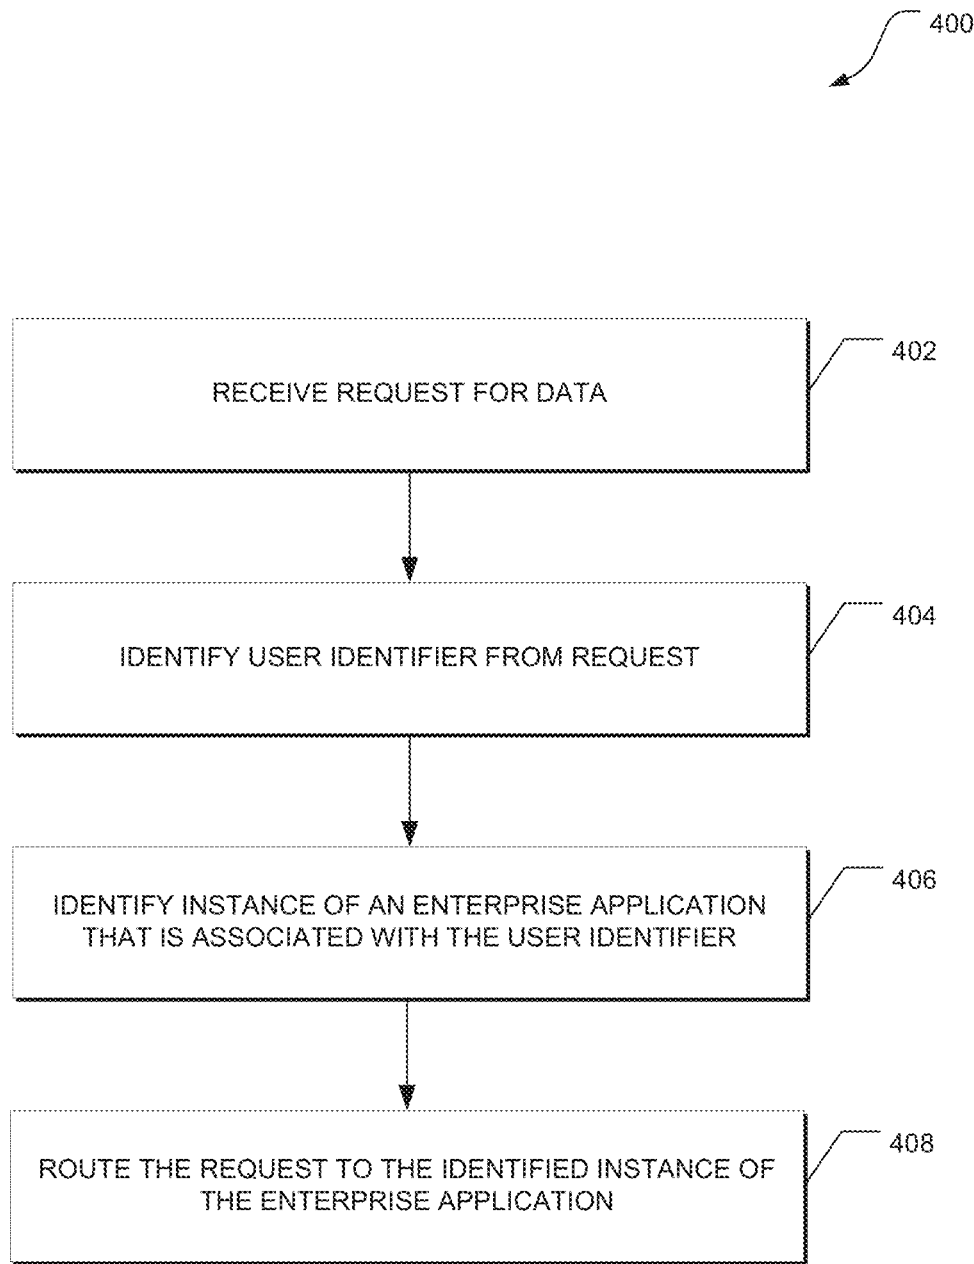 400
RECEIVE REQUEST FOR DATA
402
IDENTIFY USER IDENTIFIER FROM REQUEST
404
IDENTIFY INSTANCE OF AN ENTERPRISE APPLICATION
THAT IS ASSOCIATED WITH THE USER IDENTIFIER
406
ROUTE THE REQUEST TO THE IDENTIFIED INSTANCE OF
THE ENTERPRISE APPLICATION
408